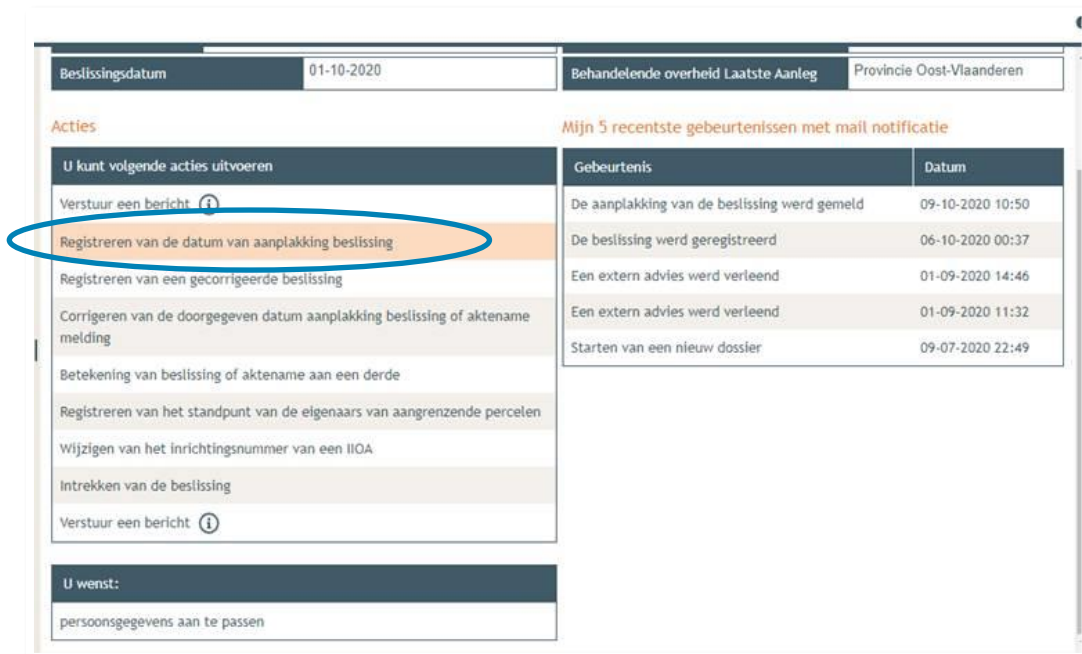 Beslissingsdatum 01-10-2020
Behandelende overheid Laatste Aanleg Provincie Oost-Vlaanderen
Acties
U kunt volgende acties uitvoeren
Verstuur een bericht
Registreren van de datum van aanplakking beslissing
Registreren van een gecorrigeerde beslissing
Corrigeren van de doorgegeven datum aanplakking beslissing of aktename
melding
Betekening van beslissing of aktename aan een derde
Registreren van het standpunt van de eigenaars van aangrenzende percelen
Wijzigen van het inrichtingsnummer van een IIOA
Intrekken van de beslissing
Verstuur een bericht
U wenst:
persoonsgegevens aan te passen
Mijn 5 recentste gebeurtenissen met mail notificatie
Gebeurtenis Datum
De aanplakking van de beslissing werd gemeld 09-10-2020 10:50
De beslissing werd geregistreerd 06-10-2020 00:37
Een extern advies werd verleend 01-09-2020 14:46
Een extern advies werd verleend 01-09-2020 11:32
Starten van een nieuw dossier 09-07-2020 22:49